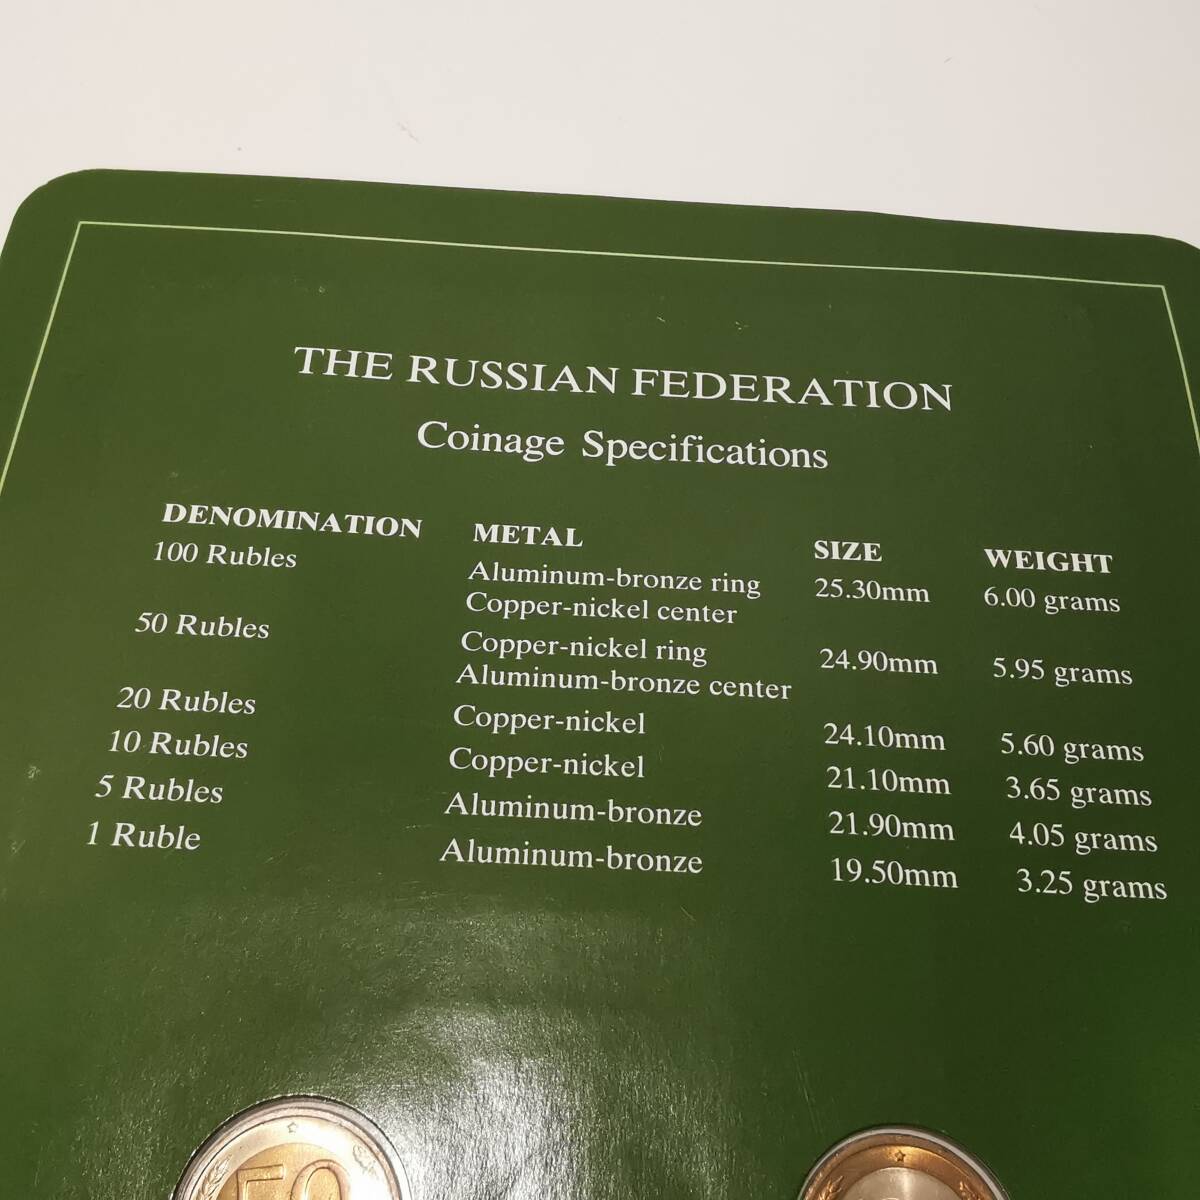 THE RUSSIAN FEDERATION
Coinage Specifications
DENOMINATION METAL SIZE WEIGHT
100 Rubles Aluminum-bronze ring 25.30mm 6.00 grams
Copper-nickel center
50 Rubles Copper-nickel ring 24.90mm 5.95 grams
Aluminum-bronze center
20 Rubles Copper-nickel 24.10mm 5.60 grams
10 Rubles Copper-nickel 21.10mm 3.65 grams
5 Rubles Aluminum-bronze 21.90mm 4.05 grams
1 Ruble Aluminum-bronze 19.50mm 3.25 grams
50